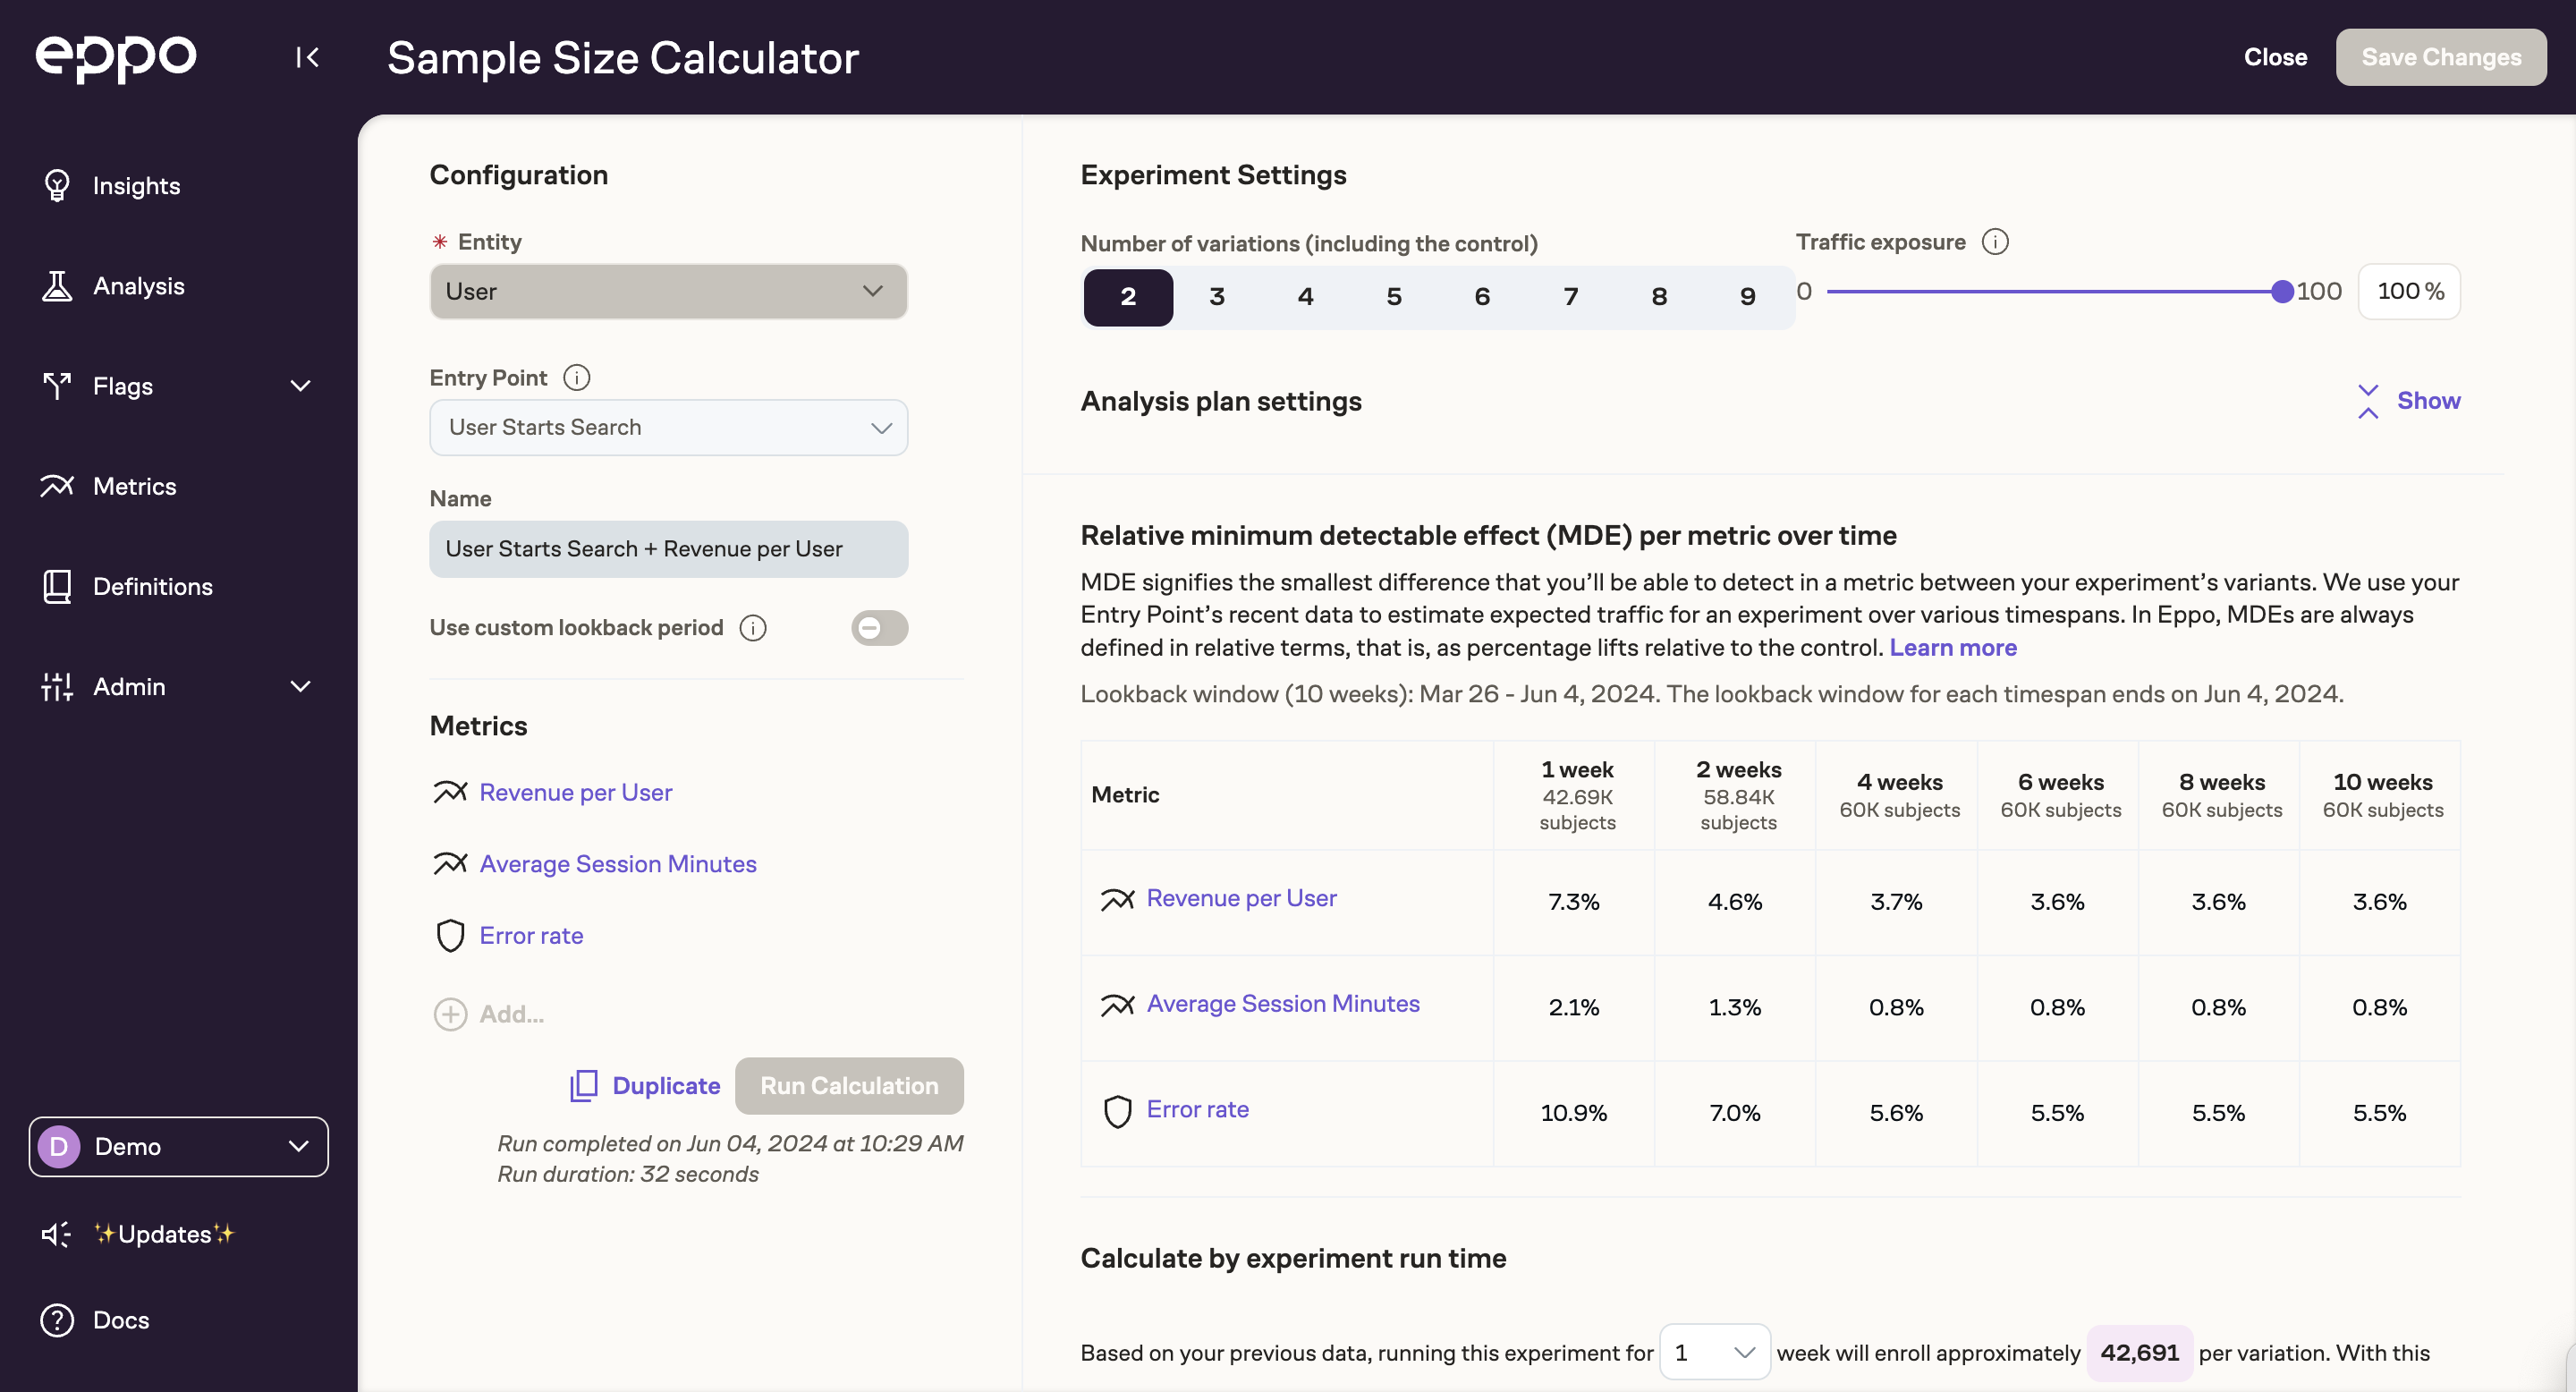 eppo
Sample Size Calculator
Close
Save Changes
Insights
Analysis
Flags
Metrics
Definitions
Admin
D Demo
✨Updates✨
Docs
Configuration
* Entity
User
Entry Point
User Starts Search
Name
User Starts Search + Revenue per User
Use custom lookback period
Metrics
Revenue per User
Average Session Minutes
Error rate
Add...
Duplicate
Run Calculation
Run completed on Jun 04, 2024 at 10:29 AM
Run duration: 32 seconds
Experiment Settings
Number of variations (including the control)
2 3 4 5 6 7 8 9
Traffic exposure
0 100 100 %
Analysis plan settings
Show
Relative minimum detectable effect (MDE) per metric over time
MDE signifies the smallest difference that you’ll be able to detect in a metric between your experiment’s variants. We use your
Entry Point’s recent data to estimate expected traffic for an experiment over various timespans. In Eppo, MDEs are always
defined in relative terms, that is, as percentage lifts relative to the control. Learn more
Lookback window (10 weeks): Mar 26 - Jun 4, 2024. The lookback window for each timespan ends on Jun 4, 2024.
Metric
1 week
42.69K
subjects
2 weeks
58.84K
subjects
4 weeks
60K subjects
6 weeks
60K subjects
8 weeks
60K subjects
10 weeks
60K subjects
Revenue per User 7.3% 4.6% 3.7% 3.6% 3.6% 3.6%
Average Session Minutes 2.1% 1.3% 0.8% 0.8% 0.8% 0.8%
Error rate 10.9% 7.0% 5.6% 5.5% 5.5% 5.5%
Calculate by experiment run time
Based on your previous data, running this experiment for 1 week will enroll approximately 42,691 per variation. With this